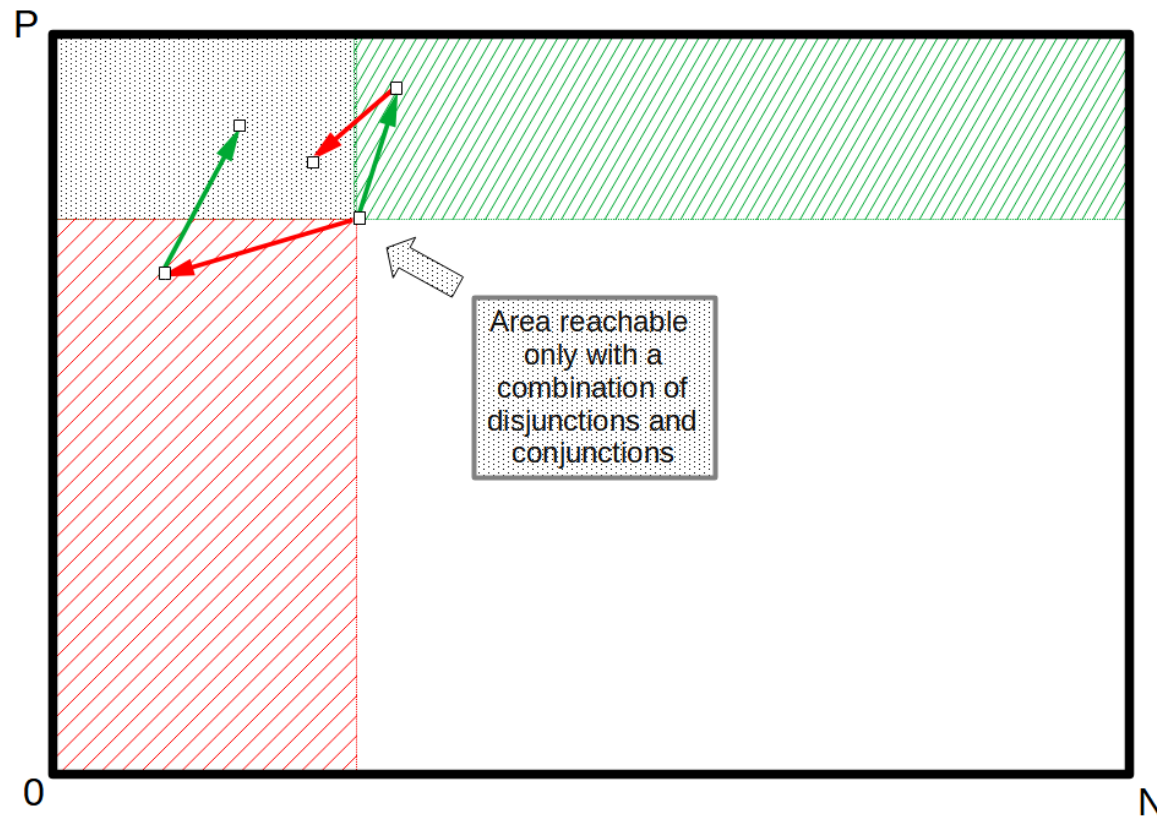 P
Area reachable
only with a
combination of
disjunctions and
conjunctions
0
N